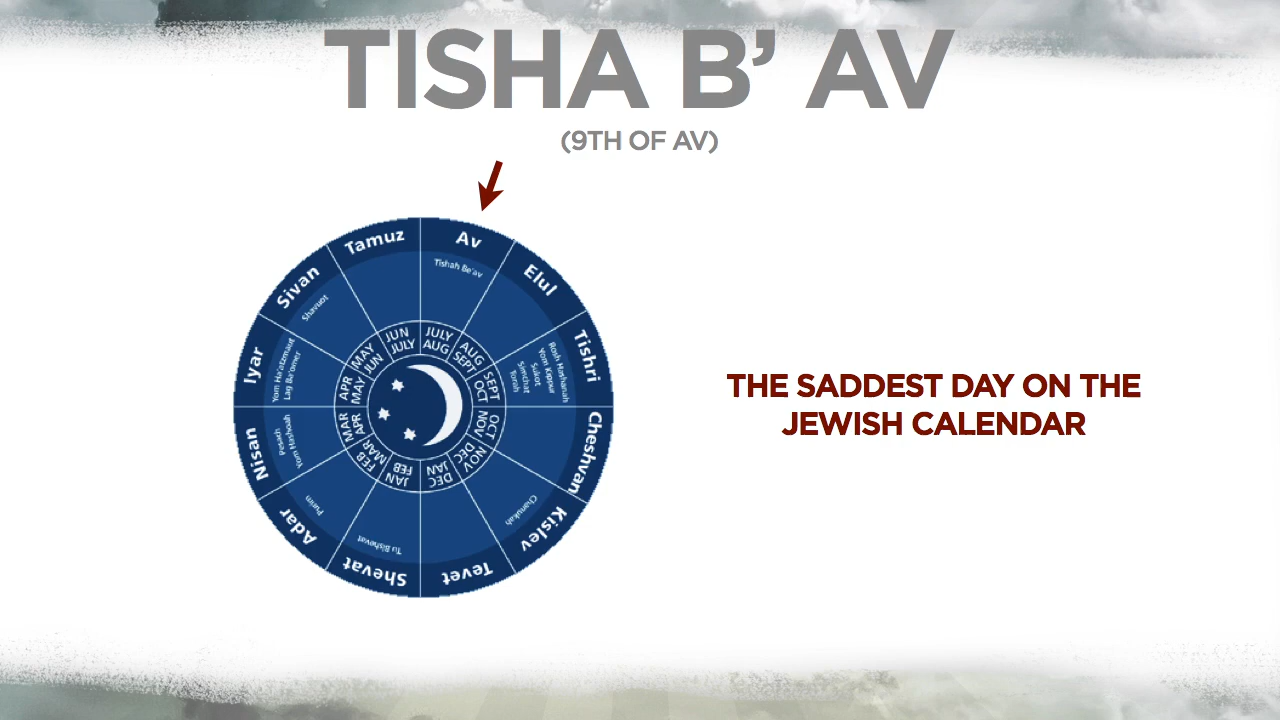 TISHA B’ AV
(9TH OF AV)
Tamuz
Av
Tishah Be'av
Elul
Tishri
Rosh Hashanah
Yom Kippur
Sukot
Simchat
Torah
Cheshvan
Kislev
Chanukah
Tevet
Shevat
Tu Bishevat
Adar
Purim
Nisan
Pesach
Yom Hashoah
Iyar
Yom Ha'atzmaut
Lag Ba'omer
Sivan
Shavuot
JUN
JULY
JULY
AUG
AUG
SEPT
SEPT
OCT
OCT
NOV
NOV
DEC
DEC
JAN
JAN
FEB
FEB
MAR
MAR
APR
APR
MAY
MAY
JUN
THE SADDEST DAY ON THE
JEWISH CALENDAR